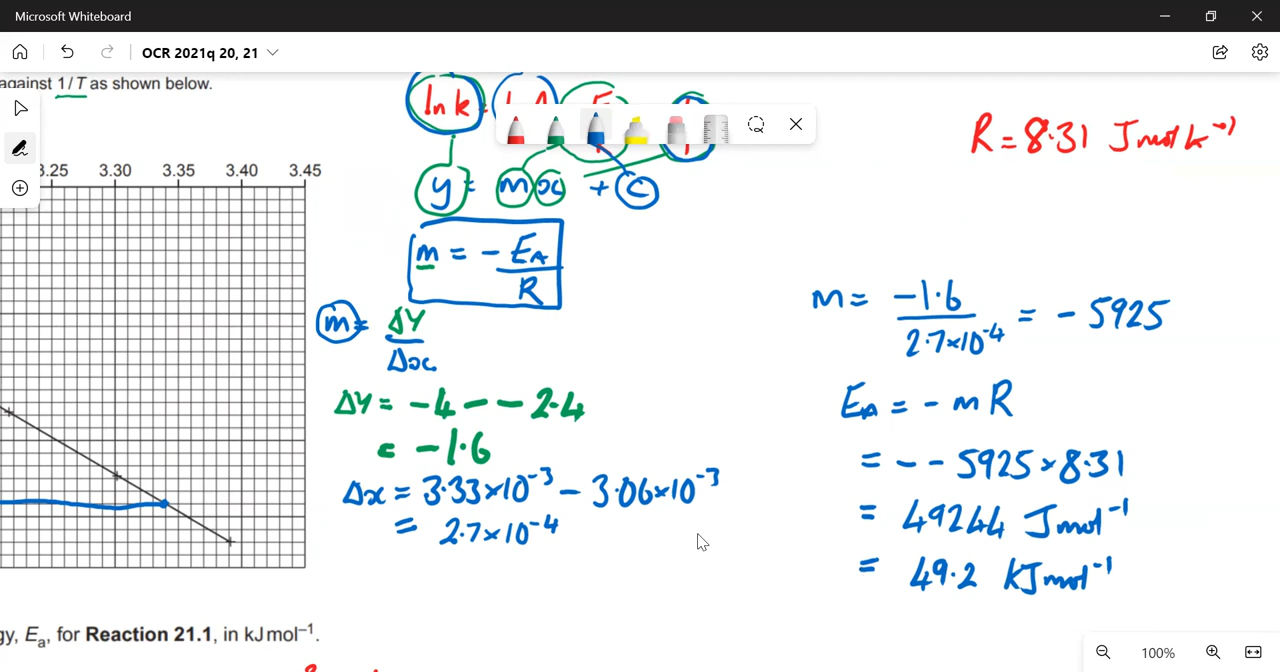 Microsoft Whiteboard
OCR 2021q 20, 21
against 1/T as shown below.
ln k
R = 8.31 J mol k⁻¹
3.25 3.30 3.35 3.40 3.45
y = m x + c
m = - E_A / R
m = ΔY / Δx
ΔY = -4 - - 2.4
= -1.6
Δx = 3.33×10⁻³ - 3.06×10⁻³
= 2.7×10⁻⁴
m = -1.6 / 2.7×10⁻⁴ = - 5925
E_A = - m R
= - - 5925 × 8.31
= 49244 J mol⁻¹
= 49.2 kJ mol⁻¹
gy, Eₐ, for Reaction 21.1, in kJ mol⁻¹.
100%